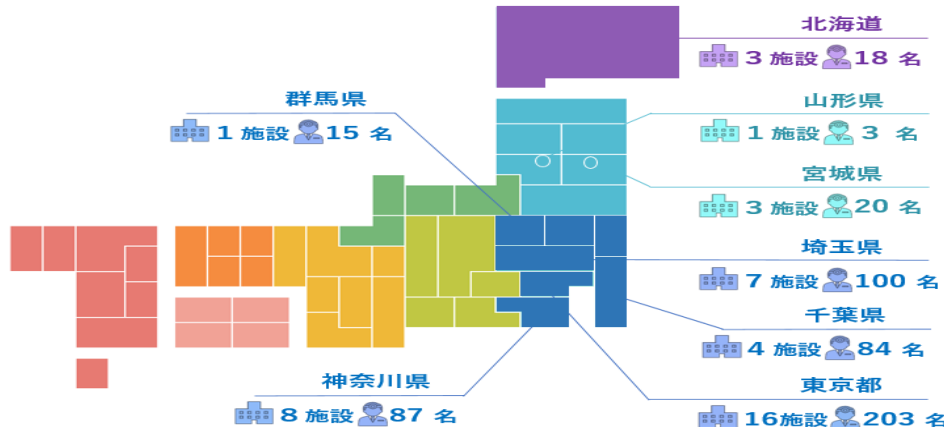 北海道
3 施設 18 名
群馬県
1 施設 15 名
山形県
1 施設 3 名
宮城県
3 施設 20 名
埼玉県
7 施設 100 名
千葉県
4 施設 84 名
神奈川県
8 施設 87 名
東京都
16施設 203 名